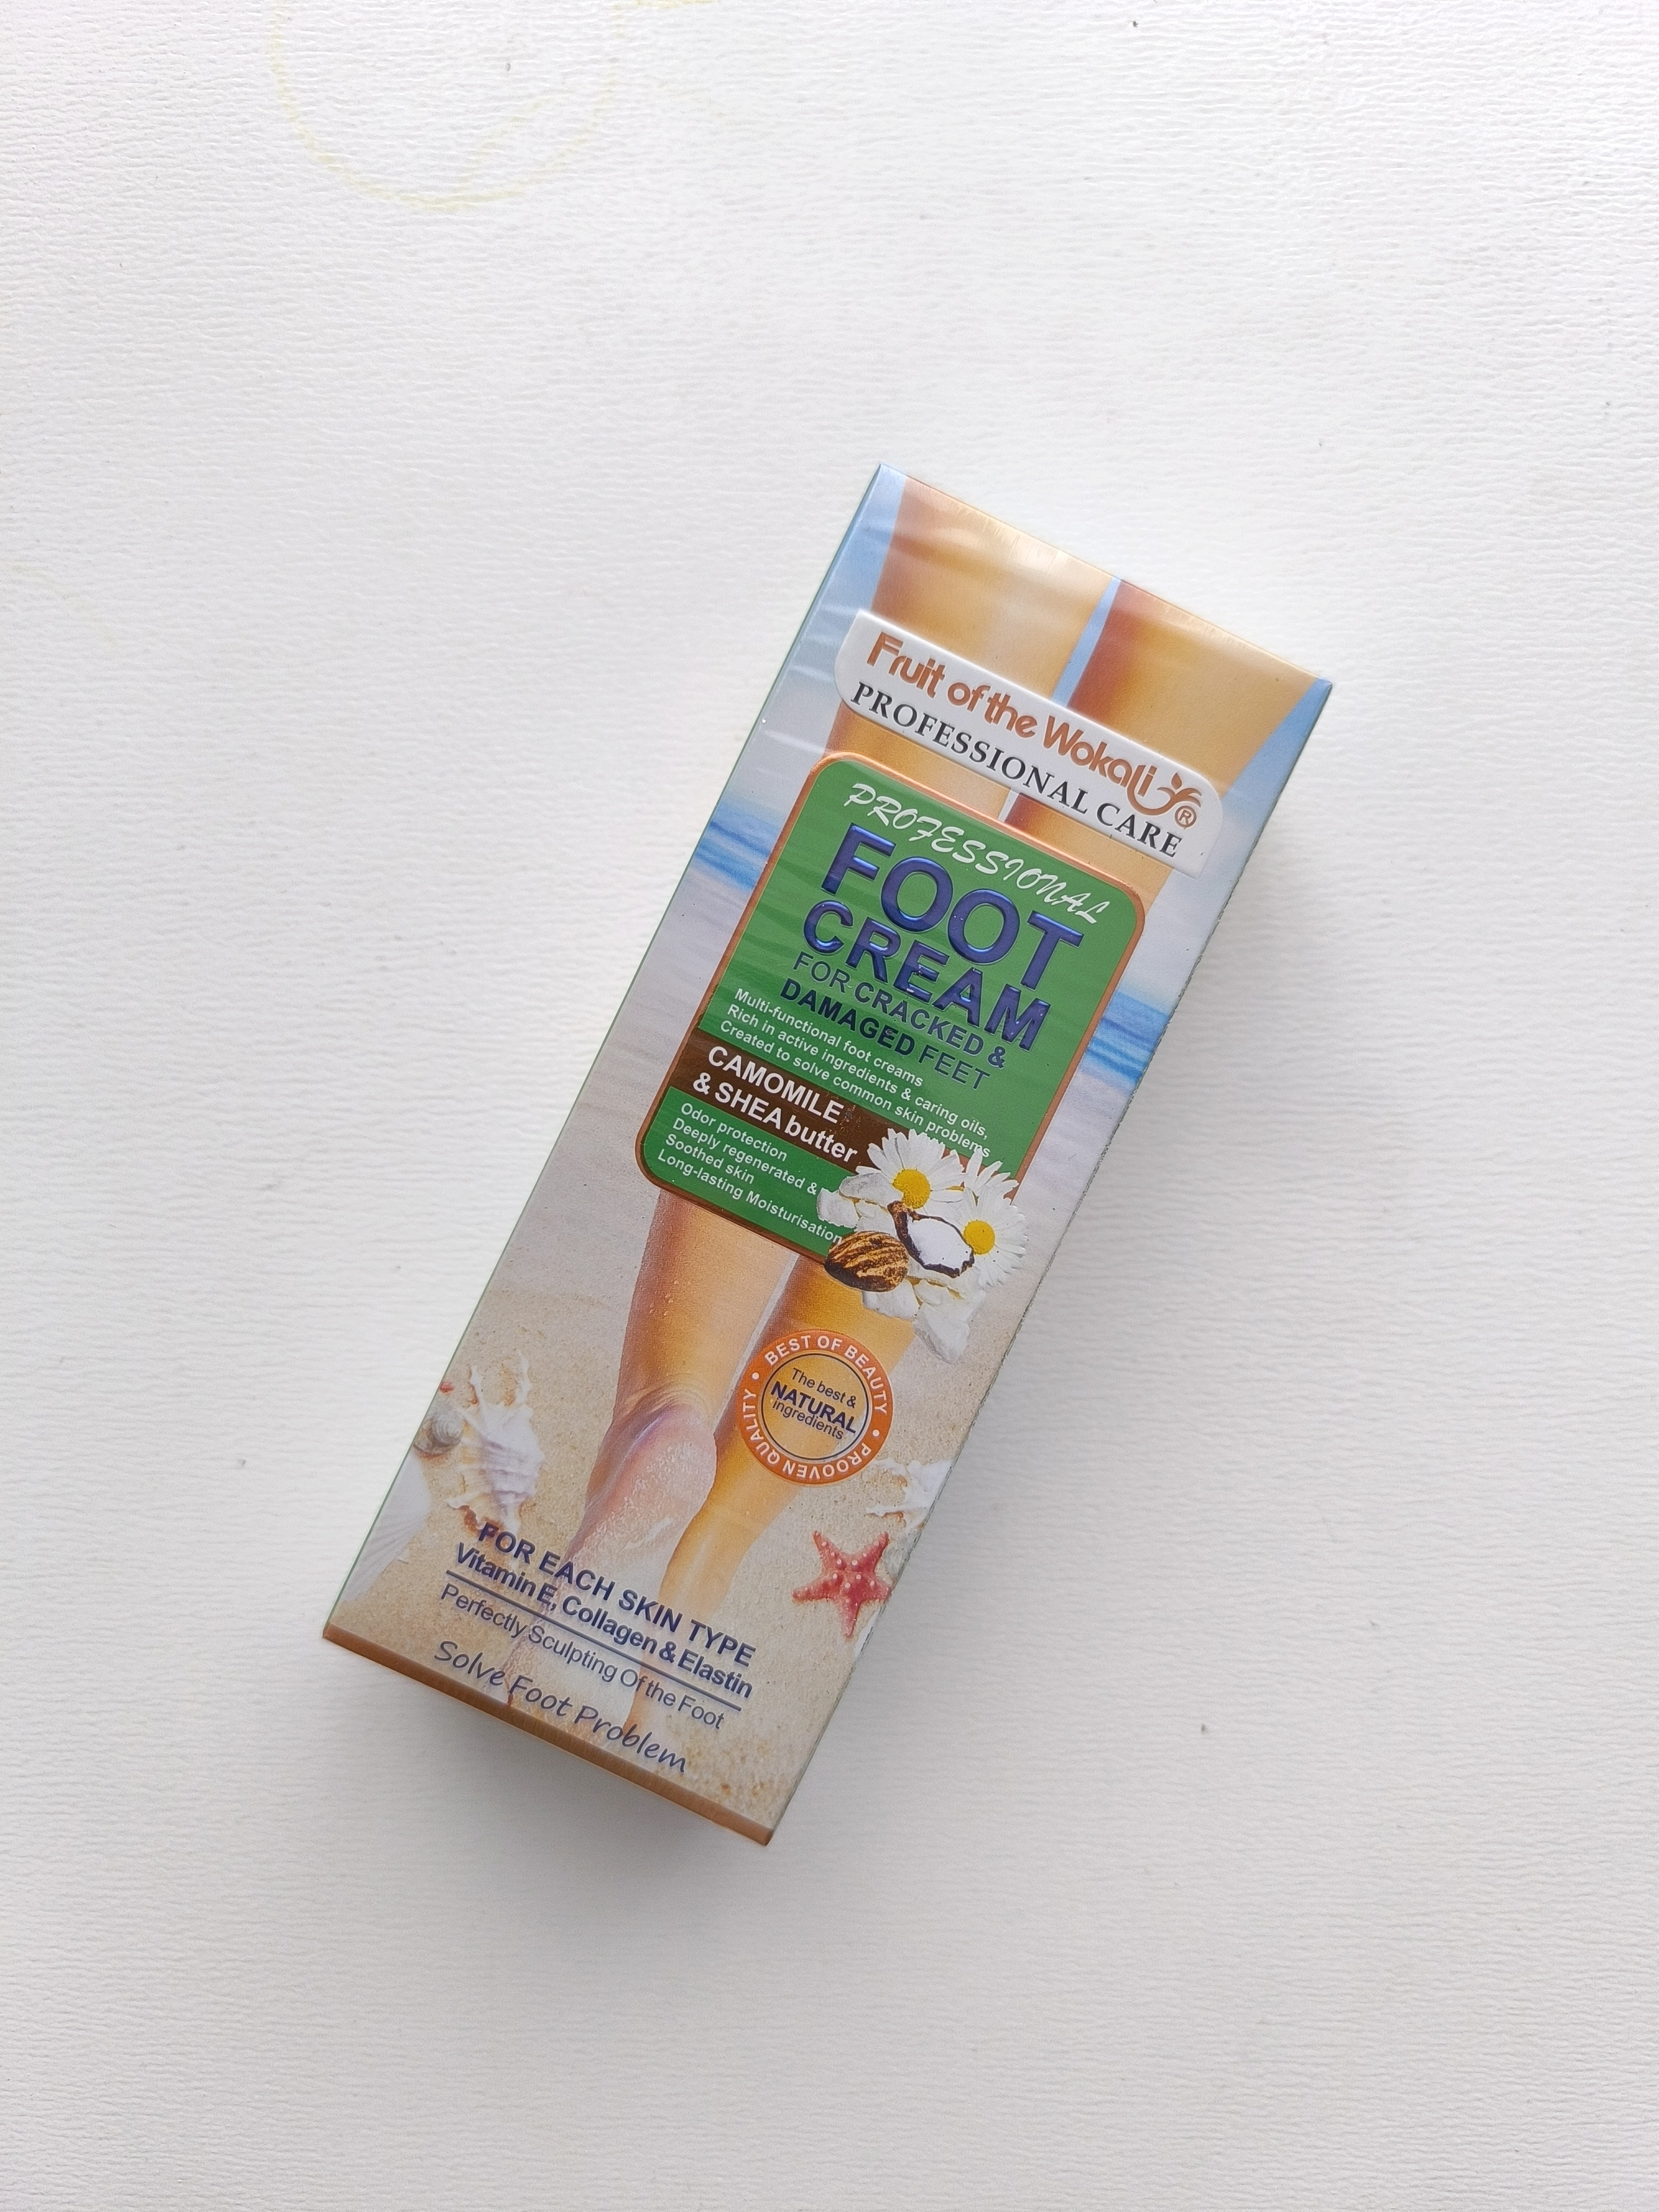 Fruit of the Wokali ®
PROFESSIONAL CARE
PROFESSIONAL
FOOT
CREAM
FOR CRACKED &
DAMAGED FEET
Multi-functional foot creams
Rich in active ingredients & caring oils,
Created to solve common skin problems
CAMOMILE
& SHEA butter
Odor protection
Deeply regenerated &
Soothed skin
Long-lasting Moisturisation
BEST OF BEAUTY • PROOVEN QUALITY •
The best &
NATURAL
ingredients
FOR EACH SKIN TYPE
Vitamin E, Collagen & Elastin
Perfectly Sculpting Of the Foot
Solve Foot Problem